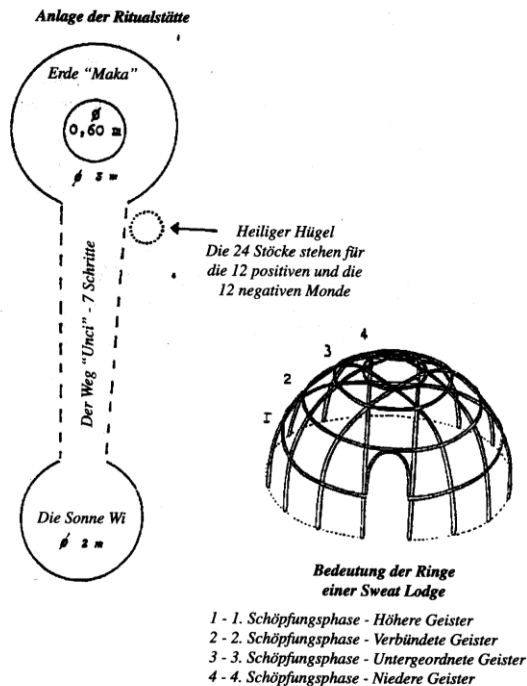 Anlage der Ritualstätte
Erde "Maka"
ø
0,60 m
ø 3 m
Heiliger Hügel
Die 24 Stöcke stehen für
die 12 positiven und die
12 negativen Monde
Der Weg "Unci" - 7 Schritte
Die Sonne Wi
ø 2 m
4
3
2
1
Bedeutung der Ringe
einer Sweat Lodge
1 - 1. Schöpfungsphase - Höhere Geister
2 - 2. Schöpfungsphase - Verbündete Geister
3 - 3. Schöpfungsphase - Untergeordnete Geister
4 - 4. Schöpfungsphase - Niedere Geister